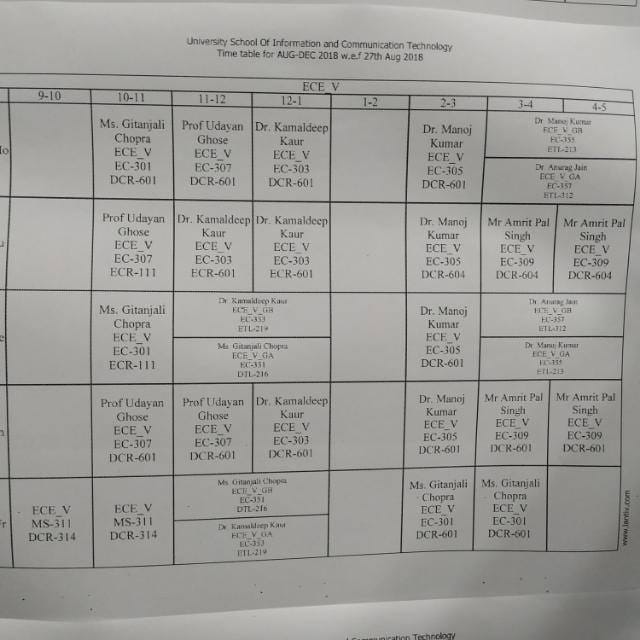 University School Of Information and Communication Technology
Time table for AUG-DEC 2018 w.e.f 27th Aug 2018
ECE_V
9-10 10-11 11-12 12-1 1-2 2-3 3-4 4-5
Mo
Ms. Gitanjali
Chopra
ECE_V
EC-301
DCR-601
Prof Udayan
Ghose
ECE_V
EC-307
DCR-601
Dr. Kamaldeep
Kaur
ECE_V
EC-303
DCR-601
Dr. Manoj
Kumar
ECE_V
EC-305
DCR-601
Dr. Manoj Kumar
ECE_V_GB
EC-355
ETL-213
Dr. Anurag Jain
ECE_V_GA
EC-357
ETL-312
Prof Udayan
Ghose
ECE_V
EC-307
ECR-111
Dr. Kamaldeep
Kaur
ECE_V
EC-303
ECR-601
Dr. Kamaldeep
Kaur
ECE_V
EC-303
ECR-601
Dr. Manoj
Kumar
ECE_V
EC-305
DCR-604
Mr Amrit Pal
Singh
ECE_V
EC-309
DCR-604
Mr Amrit Pal
Singh
ECE_V
EC-309
DCR-604
Ms. Gitanjali
Chopra
ECE_V
EC-301
ECR-111
Dr. Kamaldeep Kaur
ECE_V_GB
EC-353
ETL-219
Ms. Gitanjali Chopra
ECE_V_GA
EC-351
DTL-216
Dr. Manoj
Kumar
ECE_V
EC-305
DCR-601
Dr. Anurag Jain
ECE_V_GB
EC-357
ETL-312
Dr. Manoj Kumar
ECE_V_GA
EC-355
ETL-213
Prof Udayan
Ghose
ECE_V
EC-307
DCR-601
Prof Udayan
Ghose
ECE_V
EC-307
DCR-601
Dr. Kamaldeep
Kaur
ECE_V
EC-303
DCR-601
Dr. Manoj
Kumar
ECE_V
EC-305
DCR-601
Mr Amrit Pal
Singh
ECE_V
EC-309
DCR-601
Mr Amrit Pal
Singh
ECE_V
EC-309
DCR-601
Fr
ECE_V
MS-311
DCR-314
ECE_V
MS-311
DCR-314
Ms. Gitanjali Chopra
ECE_V_GB
EC-351
DTL-216
Dr. Kamaldeep Kaur
ECE_V_GA
EC-353
ETL-219
Ms. Gitanjali
Chopra
ECE_V
EC-301
DCR-601
Ms. Gitanjali
Chopra
ECE_V
EC-301
DCR-601
Communication Technology